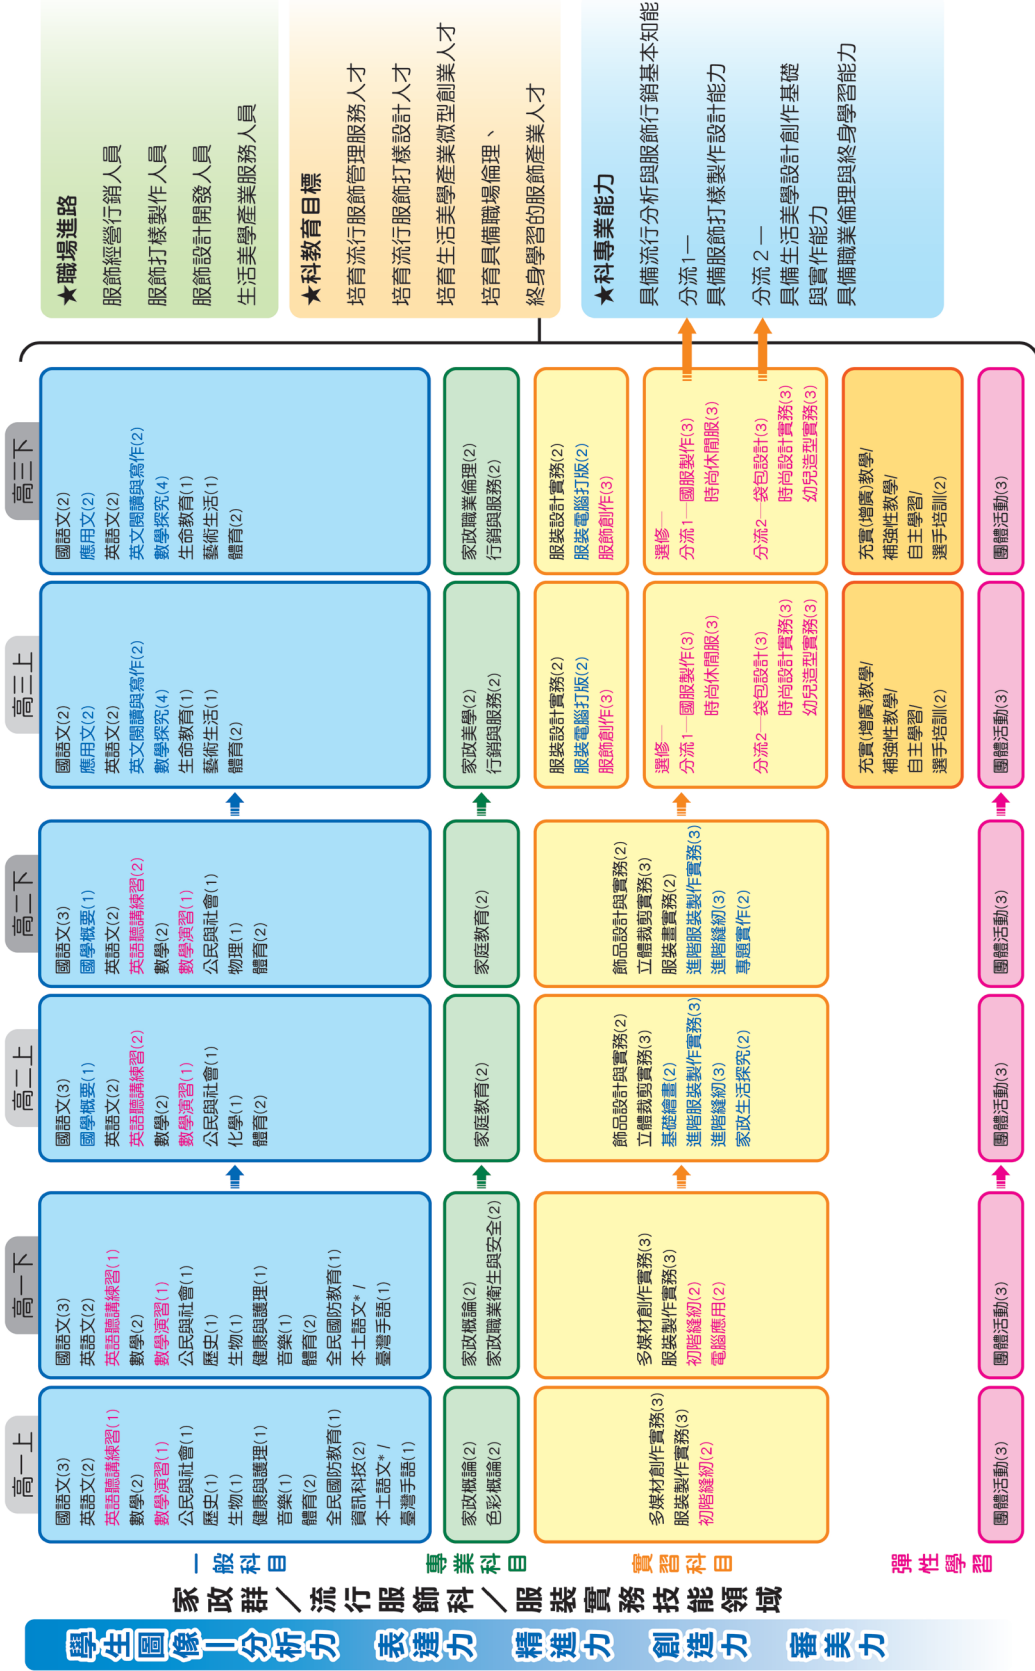 學生圖像—分析力 表達力 精進力 創造力 審美力
家政群／流行服飾科／服裝實務技能領域
高一上
高一下
高二上
高二下
高三上
高三下
一般科目
國語文(3)
英語文(2)
英語聽講練習(1)
數學(2)
數學演習(1)
公民與社會(1)
歷史(1)
生物(1)
健康與護理(1)
音樂(1)
體育(2)
全民國防教育(1)
資訊科技(2)
本土語文*/
臺灣手語(1)
國語文(3)
英語文(2)
英語聽講練習(1)
數學(2)
數學演習(1)
公民與社會(1)
歷史(1)
生物(1)
健康與護理(1)
音樂(1)
體育(2)
全民國防教育(1)
本土語文*/
臺灣手語(1)
國語文(3)
國學概要(1)
英語文(2)
英語聽講練習(2)
數學(2)
數學演習(1)
公民與社會(1)
化學(1)
體育(2)
國語文(3)
國學概要(1)
英語文(2)
英語聽講練習(2)
數學(2)
數學演習(1)
公民與社會(1)
物理(1)
體育(2)
國語文(2)
應用文(2)
英語文(2)
英文閱讀與寫作(2)
數學探究(4)
生命教育(1)
藝術生活(1)
體育(2)
國語文(2)
應用文(2)
英語文(2)
英文閱讀與寫作(2)
數學探究(4)
生命教育(1)
藝術生活(1)
體育(2)
專業科目
家政概論(2)
色彩概論(2)
家政概論(2)
家政職業衛生與安全(2)
家庭教育(2)
家庭教育(2)
家政美學(2)
行銷與服務(2)
家政職業倫理(2)
行銷與服務(2)
實習科目
多媒材創作實務(3)
服裝製作實務(3)
初階縫紉(2)
多媒材創作實務(3)
服裝製作實務(3)
初階縫紉(2)
電腦應用(2)
飾品設計與實務(2)
立體裁剪實務(3)
基礎繪畫(2)
進階服裝製作實務(3)
進階縫紉(3)
家政生活探究(2)
飾品設計與實務(2)
立體裁剪實務(3)
服裝畫實務(2)
進階服裝製作實務(3)
進階縫紉(3)
專題實作(2)
服裝設計實務(2)
服裝電腦打版(2)
服飾創作(3)
服裝設計實務(2)
服裝電腦打版(2)
服飾創作(3)
選修—
分流1—國服製作(3)
時尚休閒服(3)
分流2—袋包設計(3)
時尚設計實務(3)
幼兒造型實務(3)
選修—
分流1—國服製作(3)
時尚休閒服(3)
分流2—袋包設計(3)
時尚設計實務(3)
幼兒造型實務(3)
彈性學習
充實(增廣)教學/
補強性教學/
自主學習/
選手培訓(2)
充實(增廣)教學/
補強性教學/
自主學習/
選手培訓(2)
團體活動(3)
團體活動(3)
團體活動(3)
團體活動(3)
團體活動(3)
團體活動(3)
★職場進路
服飾經營行銷人員
服飾打樣製作人員
服飾設計開發人員
生活美學產業服務人員
★科教育目標
培育流行服飾管理服務人才
培育流行服飾打樣設計人才
培育生活美學產業微型創業人才
培育具備職場倫理、
終身學習的服飾產業人才
★科專業能力
具備流行分析與服飾行銷基本知能
分流1—
具備服飾打樣製作設計能力
分流2—
具備生活美學設計創作基礎
與實作能力
具備職業倫理與終身學習能力